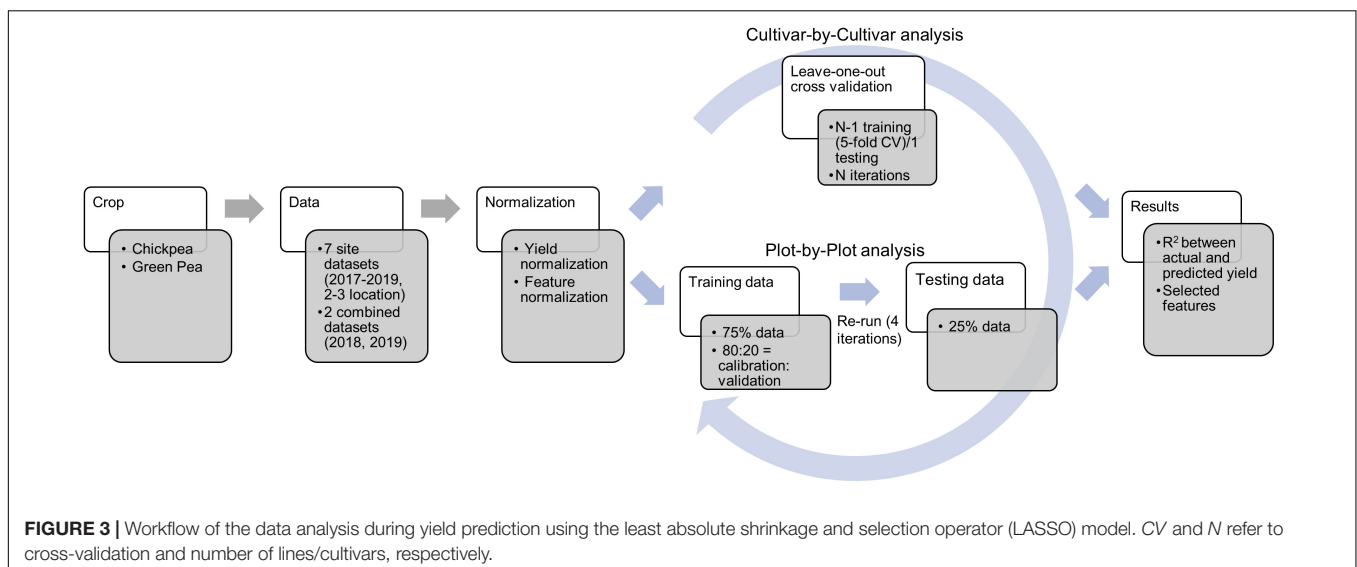 Crop
• Chickpea
• Green Pea
Data
•7 site
datasets
(2017-2019,
2-3 location)
•2 combined
datasets
(2018, 2019)
Normalization
• Yield
normalization
• Feature
normalization
Cultivar-by-Cultivar analysis
Leave-one-out
cross validation
•N-1 training
(5-fold CV)/1
testing
•N iterations
Plot-by-Plot analysis
Training data
• 75% data
• 80:20 =
calibration:
validation
Re-run (4
iterations)
Testing data
• 25% data
Results
•R² between
actual and
predicted yield
•Selected
features
FIGURE 3 | Workflow of the data analysis during yield prediction using the least absolute shrinkage and selection operator (LASSO) model. CV and N refer to
cross-validation and number of lines/cultivars, respectively.